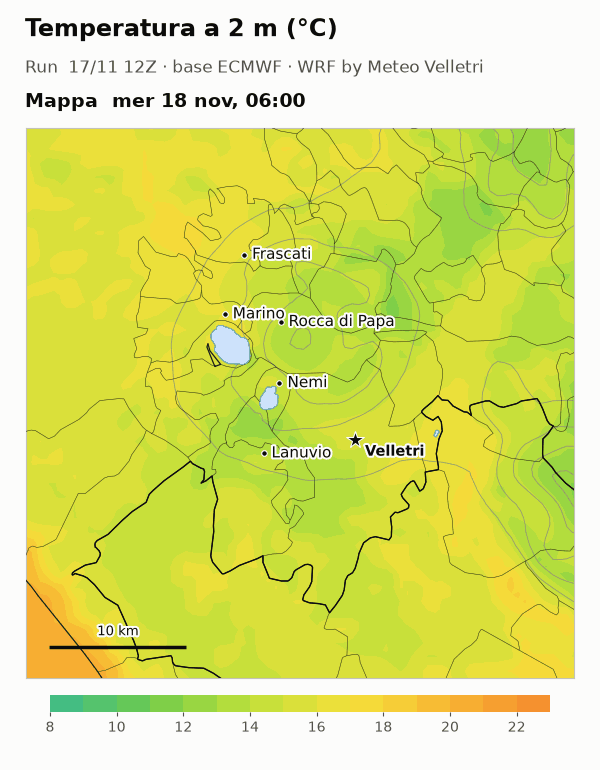 Temperatura a 2 m (°C)
Run  17/11 12Z · base ECMWF · WRF by Meteo Velletri
Mappa  mer 18 nov, 06:00
Frascati
Marino
Rocca di Papa
Nemi
Velletri
Lanuvio
10 km
8 10 12 14 16 18 20 22